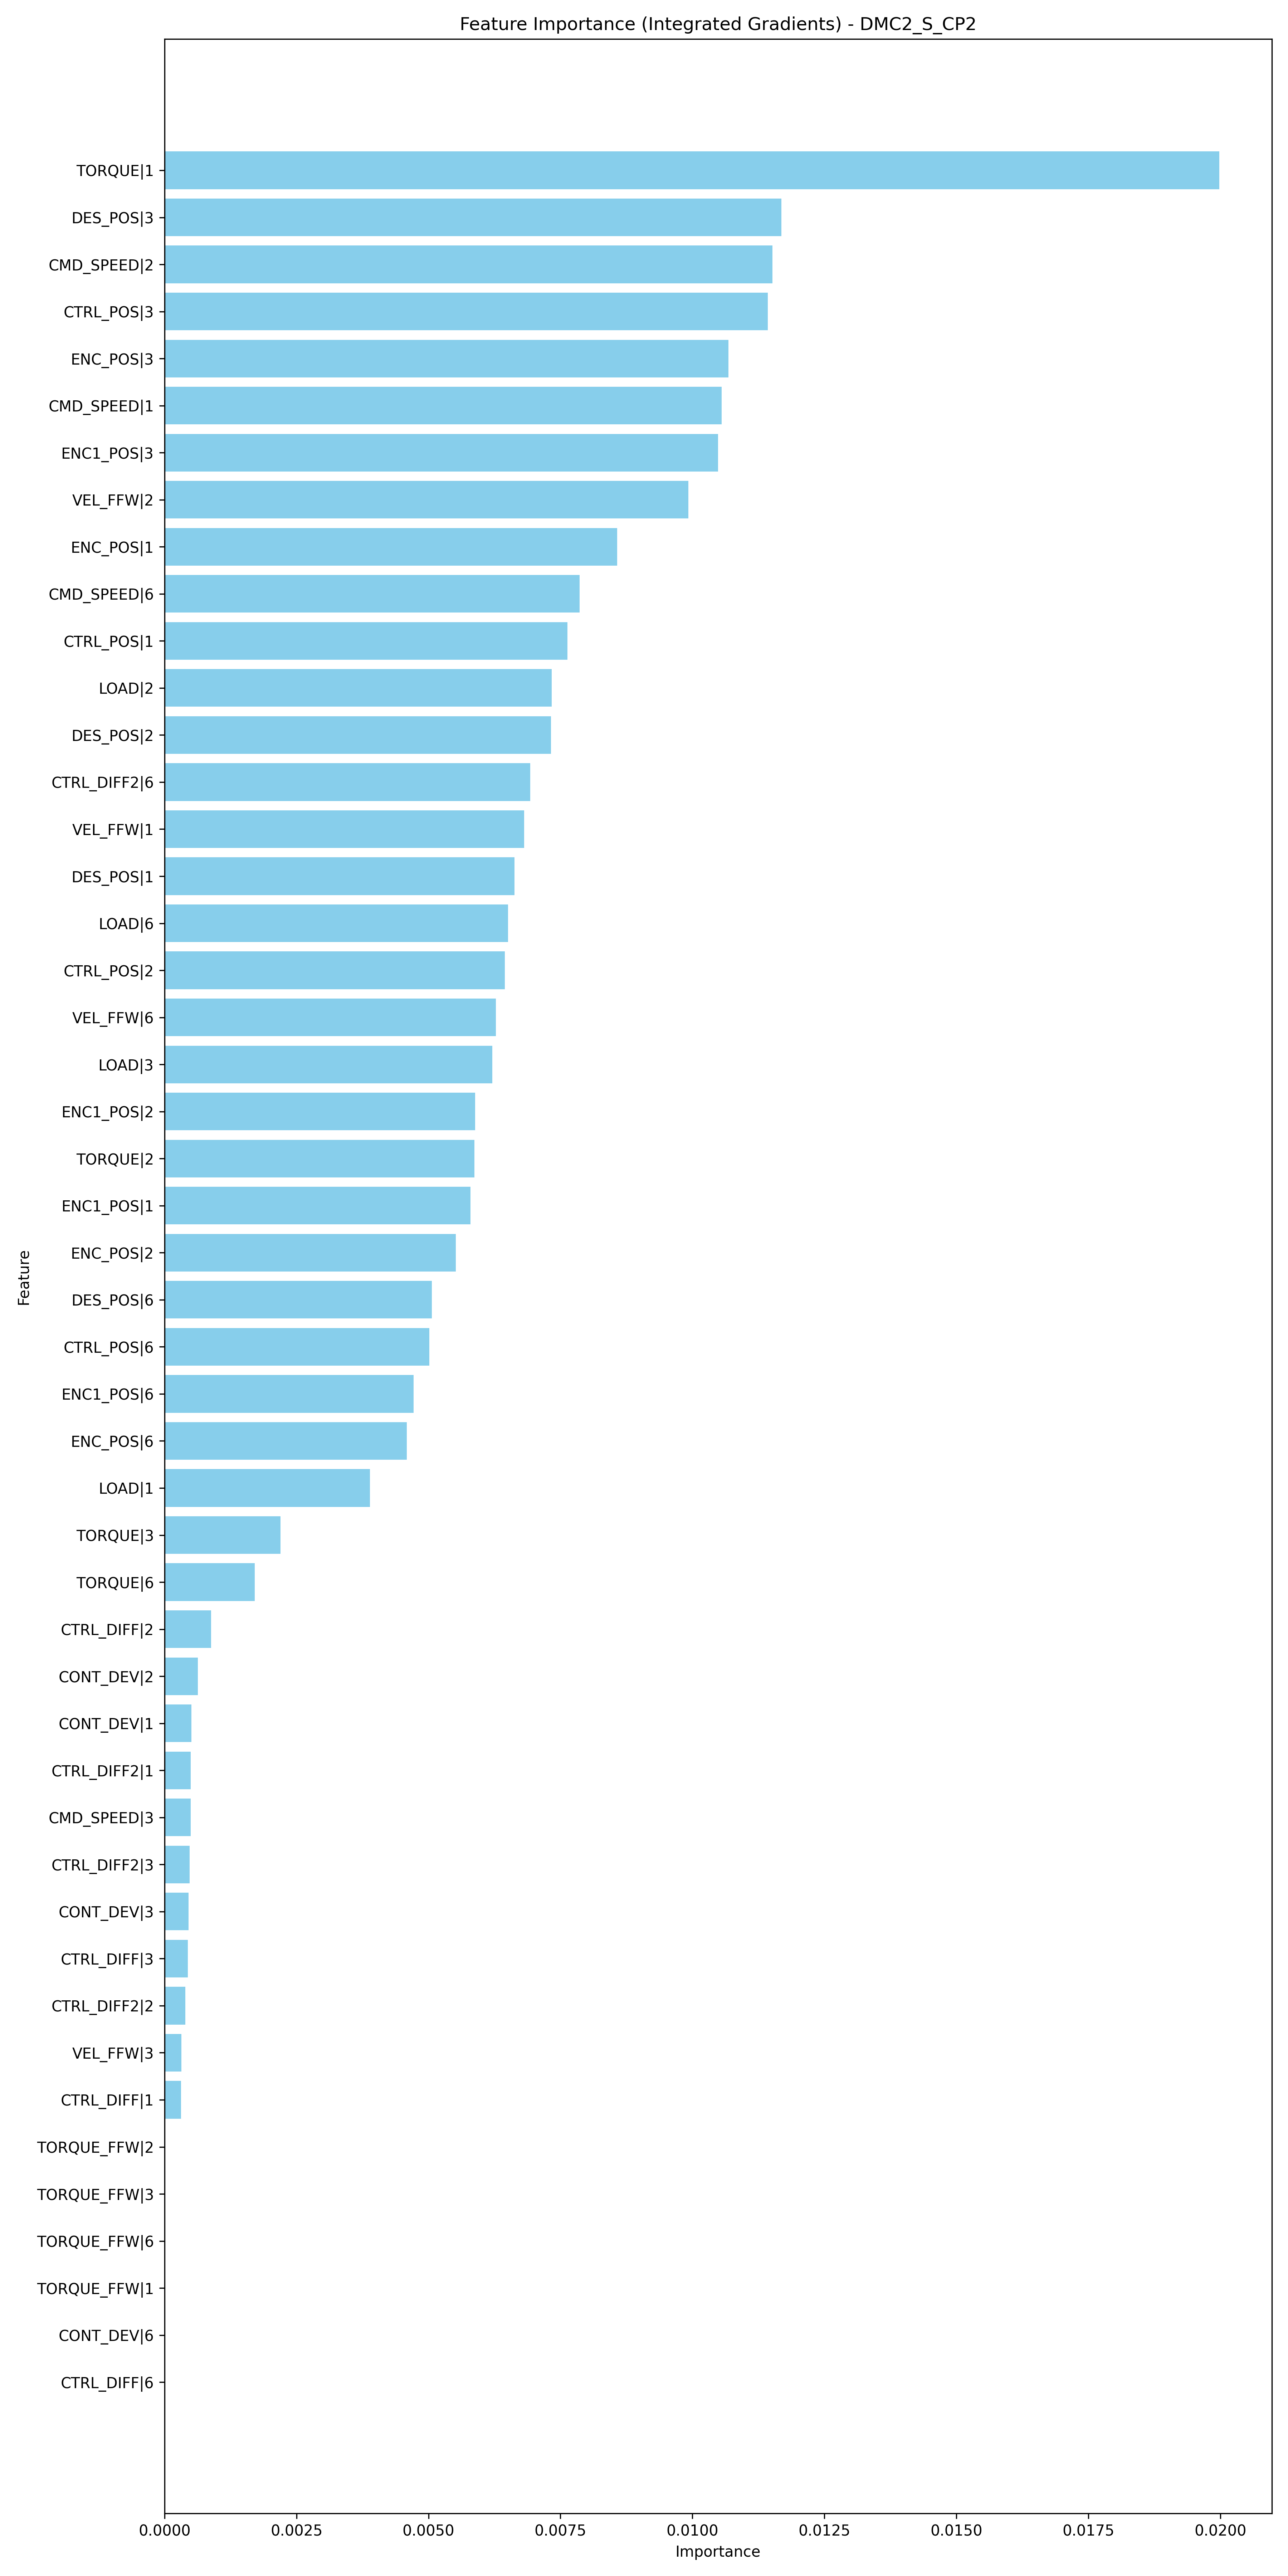 Feature Importance (Integrated Gradients) - DMC2_S_CP2
TORQUE|1
DES_POS|3
CMD_SPEED|2
CTRL_POS|3
ENC_POS|3
CMD_SPEED|1
ENC1_POS|3
VEL_FFW|2
ENC_POS|1
CMD_SPEED|6
CTRL_POS|1
LOAD|2
DES_POS|2
CTRL_DIFF2|6
VEL_FFW|1
DES_POS|1
LOAD|6
CTRL_POS|2
VEL_FFW|6
LOAD|3
ENC1_POS|2
TORQUE|2
ENC1_POS|1
ENC_POS|2
DES_POS|6
CTRL_POS|6
ENC1_POS|6
ENC_POS|6
LOAD|1
TORQUE|3
TORQUE|6
CTRL_DIFF|2
CONT_DEV|2
CONT_DEV|1
CTRL_DIFF2|1
CMD_SPEED|3
CTRL_DIFF2|3
CONT_DEV|3
CTRL_DIFF|3
CTRL_DIFF2|2
VEL_FFW|3
CTRL_DIFF|1
TORQUE_FFW|2
TORQUE_FFW|3
TORQUE_FFW|6
TORQUE_FFW|1
CONT_DEV|6
CTRL_DIFF|6
Feature
0.0000 0.0025 0.0050 0.0075 0.0100 0.0125 0.0150 0.0175 0.0200
Importance